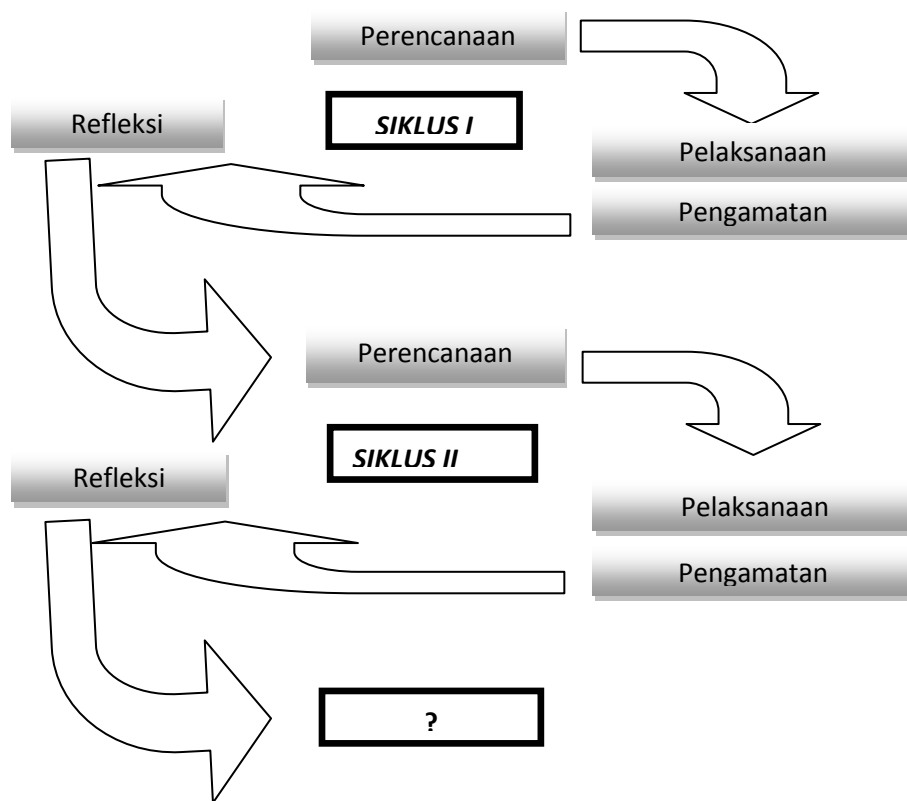 Perencanaan
Refleksi
SIKLUS I
Pelaksanaan
Pengamatan
Perencanaan
SIKLUS II
Refleksi
Pelaksanaan
Pengamatan
?